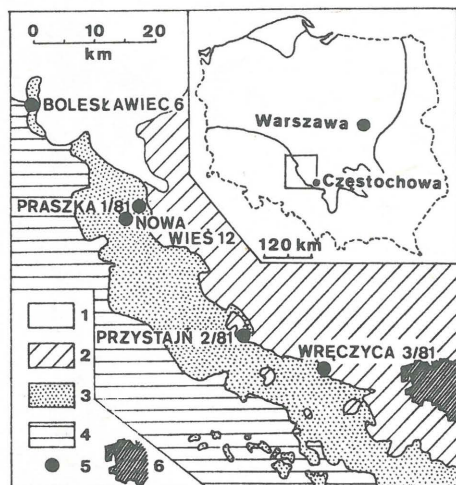 0 10 20
km
BOLESŁAWIEC 6
Warszawa
Częstochowa
120 km
PRASZKA 1/81
NOWA
WIEŚ 12
PRZYSTAJŃ 2/81
WRĘCZYCA 3/81
1
2
3
4
5 6